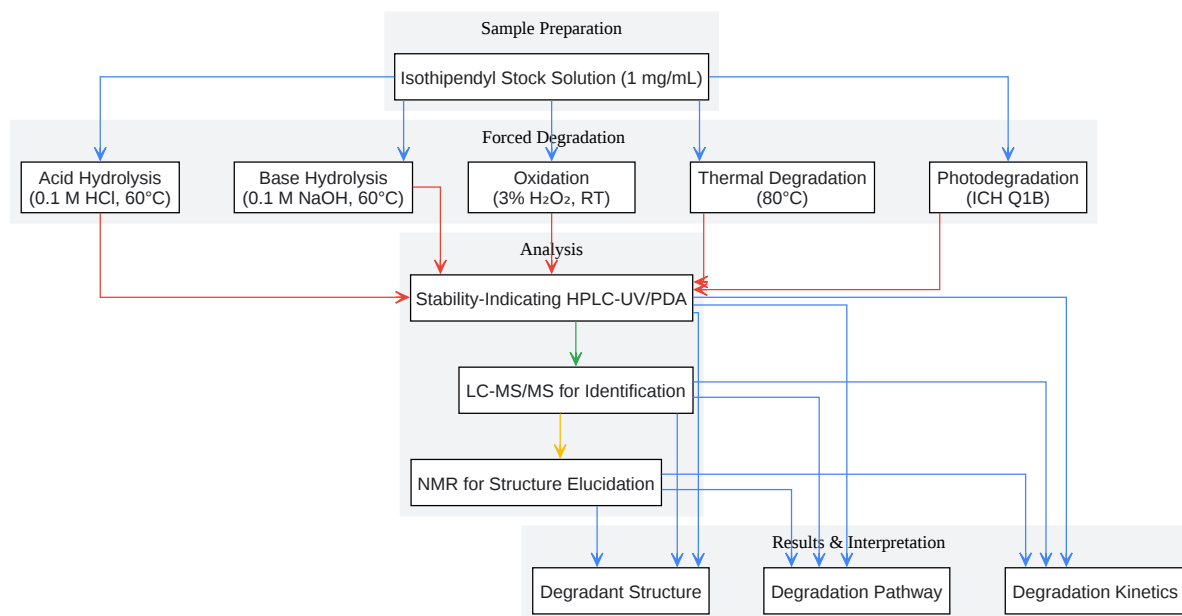 Sample Preparation
Isothipendyl Stock Solution (1 mg/mL)
Forced Degradation
Acid Hydrolysis
(0.1 M HCl, 60°C)
Base Hydrolysis
(0.1 M NaOH, 60°C)
Oxidation
(3% H₂O₂, RT)
Thermal Degradation
(80°C)
Photodegradation
(ICH Q1B)
Analysis
Stability-Indicating HPLC-UV/PDA
LC-MS/MS for Identification
NMR for Structure Elucidation
Results & Interpretation
Degradant Structure
Degradation Pathway
Degradation Kinetics